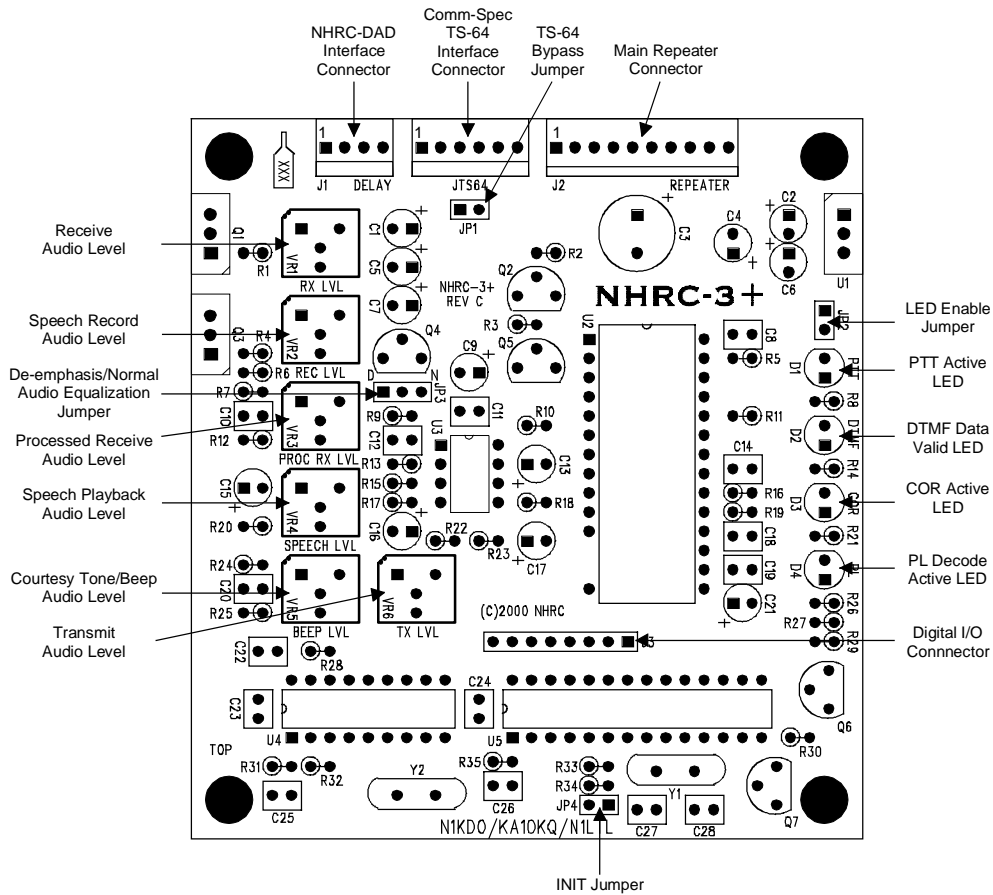 Comm-Spec
NHRC-DAD
TS-64
TS-64
Interface
Interface
Bypass
Main Repeater
Connector
Connector
Jumper
Connector
1
1
1
XXX
J1
DELAY
JTS64
J2
REPEATER
JP1
Receive
Audio Level
Q1
R1
VR1
RX LVL
C1
C5
C7
Q2
R2
C3
C4
C2
C6
U1
NHRC-3+
REV C
NHRC-3+
Speech Record
Audio Level
Q3
R4
R6
VR2
REC LVL
Q4
R3
Q5
U2
C8
R5
JP2
LED Enable
Jumper
De-emphasis/Normal
Audio Equalization
Jumper
D
N
JP3
C9
D1
PTT
PTT Active
LED
R7
C10
R12
R9
C11
R10
R11
R8
Processed Receive
Audio Level
VR3
PROC RX LVL
C12
U3
D2
DTMF
DTMF Data
Valid LED
R13
R15
R17
C13
R18
C14
R14
R16
R19
Speech Playback
Audio Level
C15
R20
VR4
SPEECH LVL
C16
R22
R23
C17
C18
D3
COR
COR Active
LED
R21
Courtesy Tone/Beep
Audio Level
R24
C20
R25
VR5
BEEP LVL
VR6
TX LVL
C19
C21
D4
PL
PL Decode
Active LED
Transmit
Audio Level
(C)2000 NHRC
R26
R27
R29
J3
Digital I/O
Connnector
C22
R28
C23
C24
U4
U5
Q6
R30
TOP
R31
R32
Y2
R35
C26
R33
R34
JP4
Y1
Q7
C25
C27
C28
N1KDO/KA1OKQ/N1L L
INIT Jumper